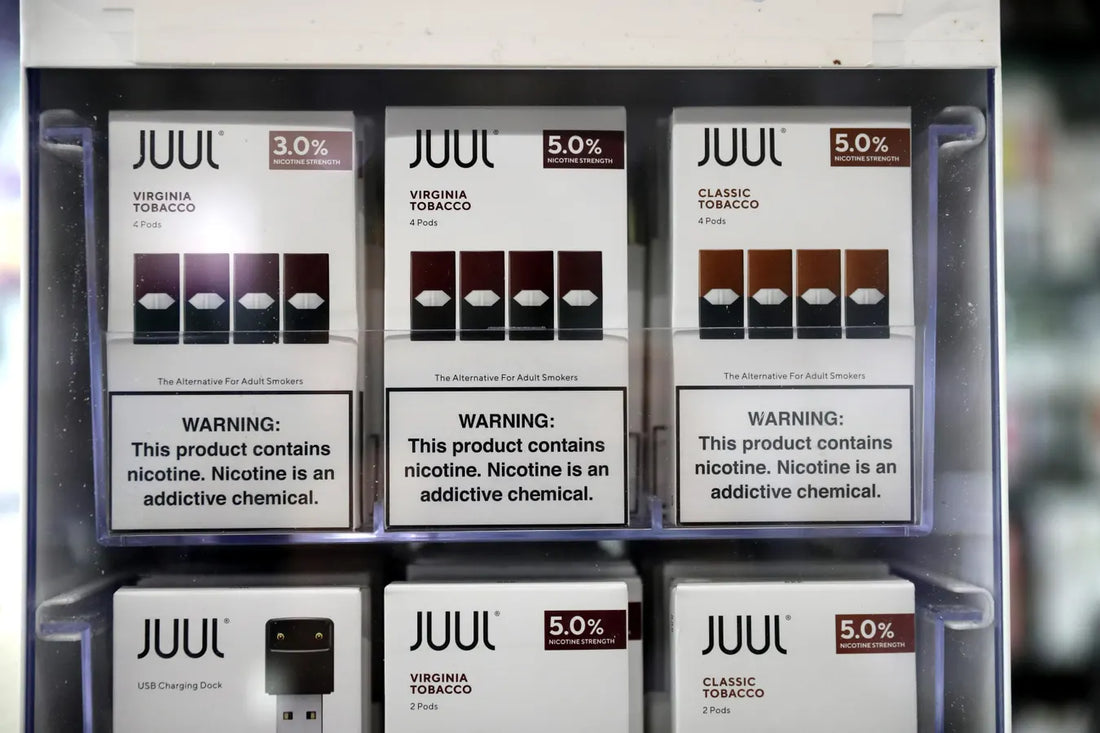 JUUL®
3.0%
NICOTINE STRENGTH
VIRGINIA
TOBACCO
4 Pods
The Alternative For Adult Smokers
WARNING:
This product contains
nicotine. Nicotine is an
addictive chemical.
JUUL®
5.0%
NICOTINE STRENGTH
VIRGINIA
TOBACCO
4 Pods
The Alternative For Adult Smokers
WARNING:
This product contains
nicotine. Nicotine is an
addictive chemical.
JUUL®
5.0%
NICOTINE STRENGTH
CLASSIC
TOBACCO
4 Pods
The Alternative For Adult Smokers
WARNING:
This product contains
nicotine. Nicotine is an
addictive chemical.
JUUL®
USB Charging Dock
JUUL®
5.0%
NICOTINE STRENGTH
VIRGINIA
TOBACCO
2 Pods
JUUL®
5.0%
NICOTINE STRENGTH
CLASSIC
TOBACCO
2 Pods